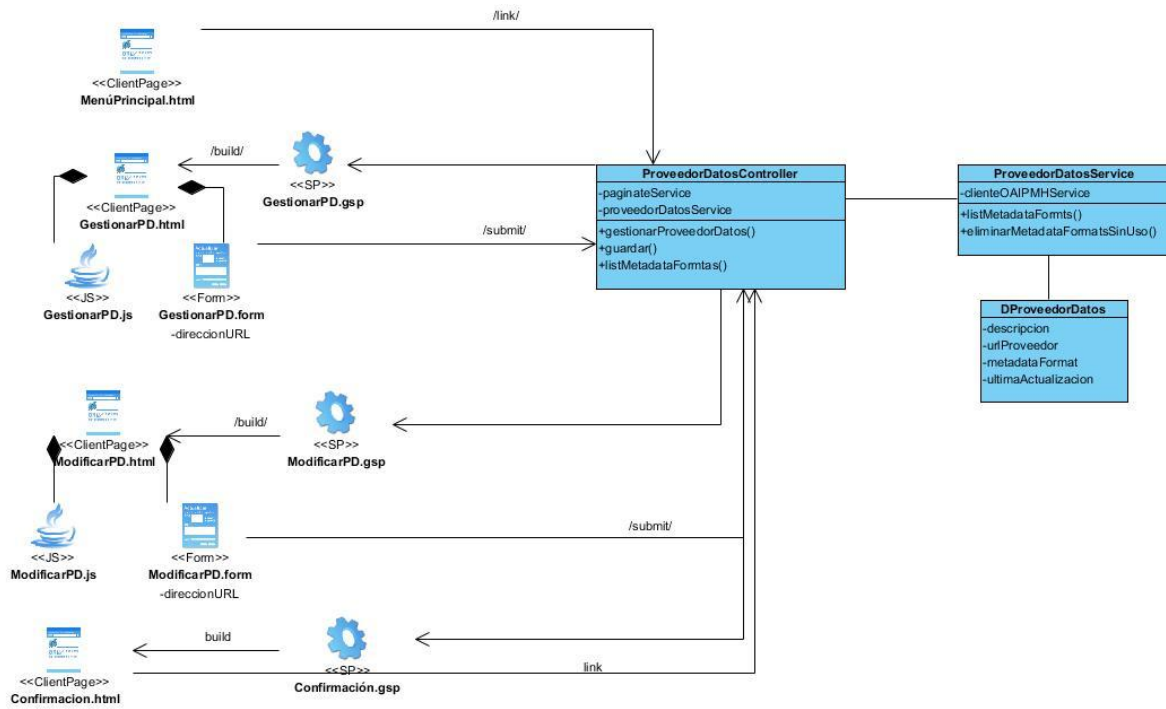 /link/
<<ClientPage>>
MenúPrincipal.html
/build/
<<SP>>
GestionarPD.gsp
<<ClientPage>>
GestionarPD.html
/submit/
<<JS>>
GestionarPD.js
<<Form>>
GestionarPD.form
-direccionURL
ProveedorDatosController
-paginateService
-proveedorDatosService
+gestionarProveedorDatos()
+guardar()
+listMetadataFormtas()
ProveedorDatosService
-clienteOAIPMHService
+listMetadataFormts()
+eliminarMetadataFormatsSinUso()
DProveedorDatos
-descripcion
-urlProveedor
-metadataFormat
-ultimaActualizacion
/build/
<<ClientPage>>
ModificarPD.html
<<SP>>
ModificarPD.gsp
/submit/
<<JS>>
ModificarPD.js
<<Form>>
ModificarPD.form
-direccionURL
build
<<SP>>
Confirmación.gsp
link
<<ClientPage>>
Confirmacion.html